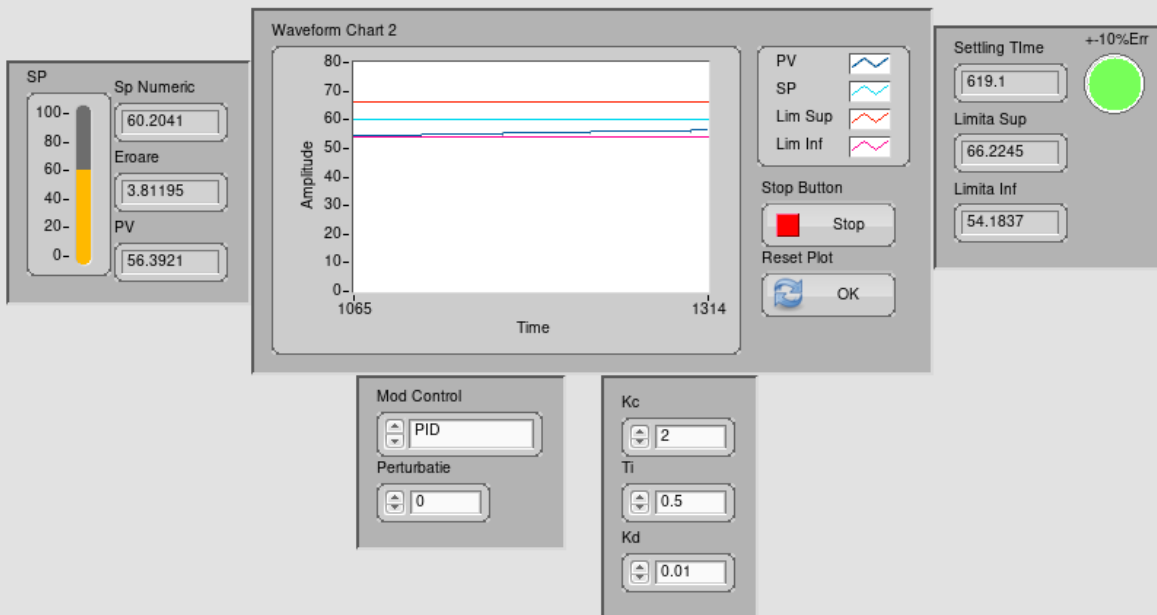 SP
100-
80-
60-
40-
20-
0-
Sp Numeric
60.2041
Eroare
3.81195
PV
56.3921
Waveform Chart 2
Amplitude
80-
70-
60-
50-
40-
30-
20-
10-
0-
1065
1314
Time
PV
SP
Lim Sup
Lim Inf
Stop Button
Stop
Reset Plot
OK
Settling TIme
619.1
+-10%Err
Limita Sup
66.2245
Limita Inf
54.1837
Mod Control
PID
Perturbatie
0
Kc
2
Ti
0.5
Kd
0.01